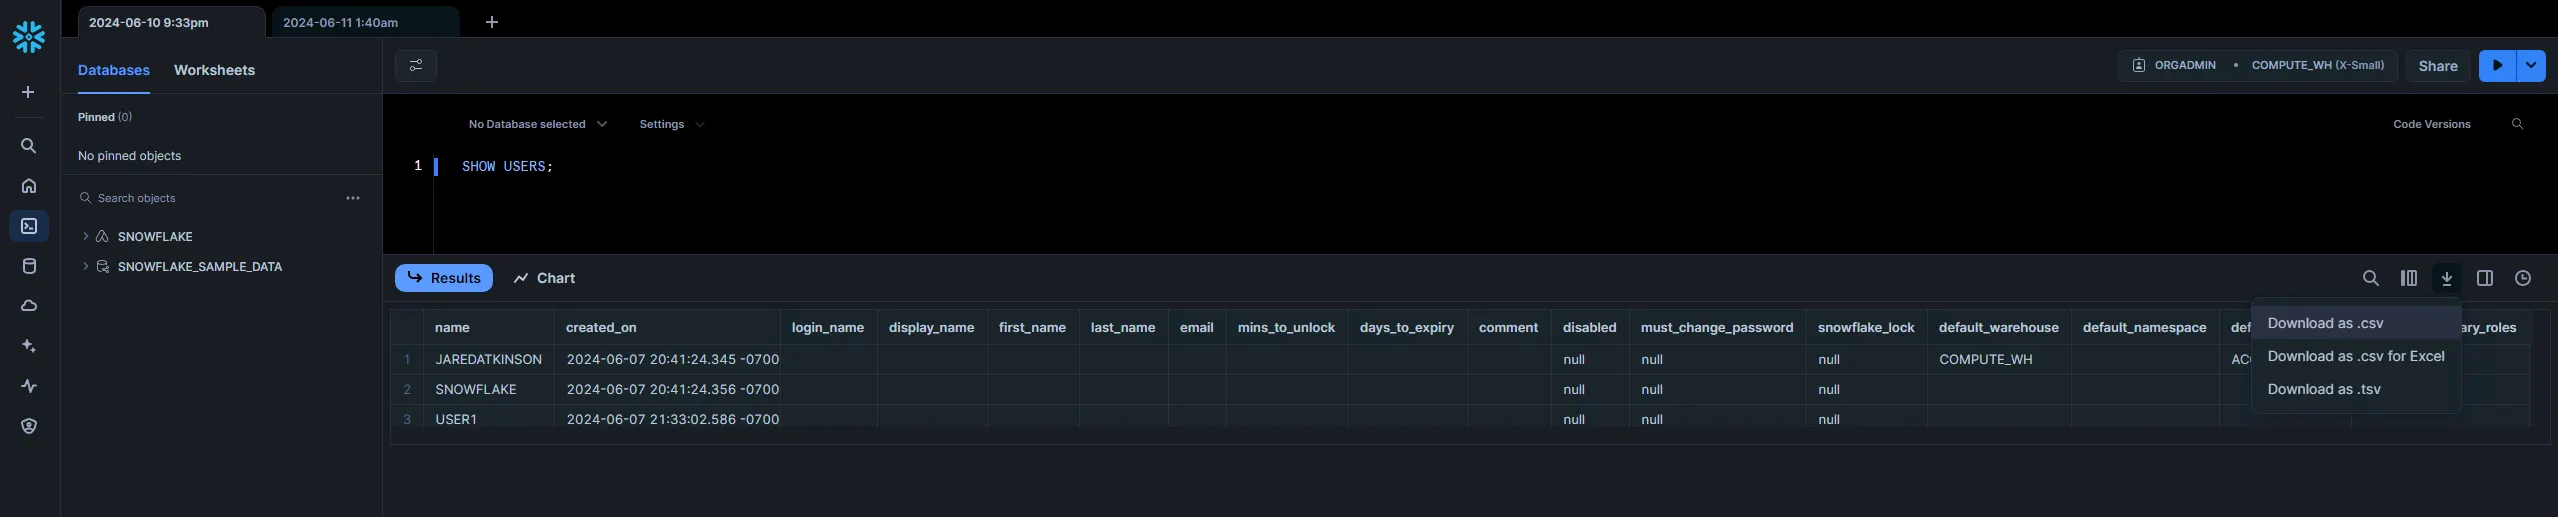 2024-06-10 9:33pm
2024-06-11 1:40am
Databases
Worksheets
ORGADMIN • COMPUTE_WH (X-Small)
Share
Pinned (0)
No pinned objects
Search objects
SNOWFLAKE
SNOWFLAKE_SAMPLE_DATA
No Database selected
Settings
Code Versions
1 SHOW USERS;
Results
Chart
name created_on login_name display_name first_name last_name email mins_to_unlock days_to_expiry comment disabled must_change_password snowflake_lock default_warehouse default_namespace
1 JAREDATKINSON 2024-06-07 20:41:24.345 -0700 null null null COMPUTE_WH
2 SNOWFLAKE 2024-06-07 20:41:24.356 -0700 null null null
3 USER1 2024-06-07 21:33:02.586 -0700 null null null
Download as .csv
Download as .csv for Excel
Download as .tsv